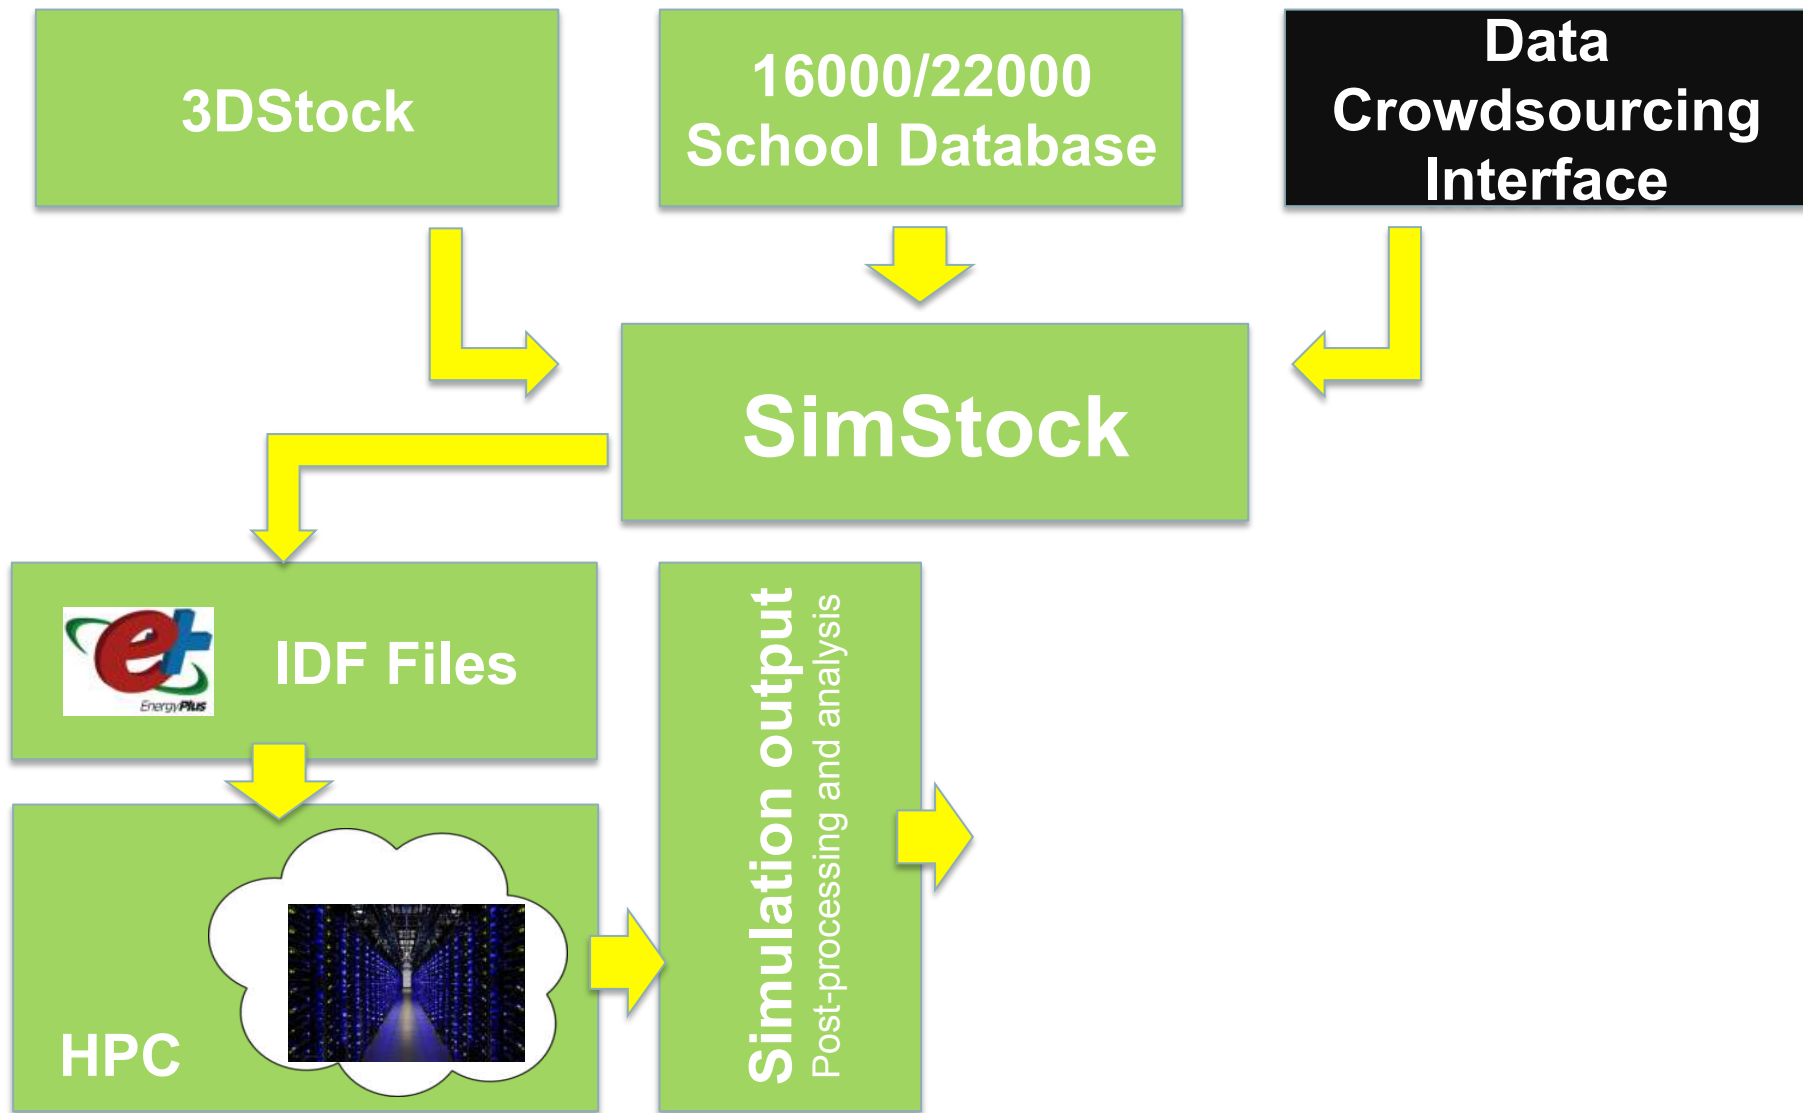 3DStock
16000/22000
School Database
Data
Crowdsourcing
Interface
SimStock
e+
EnergyPlus
IDF Files
HPC
Simulation output
Post-processing and analysis